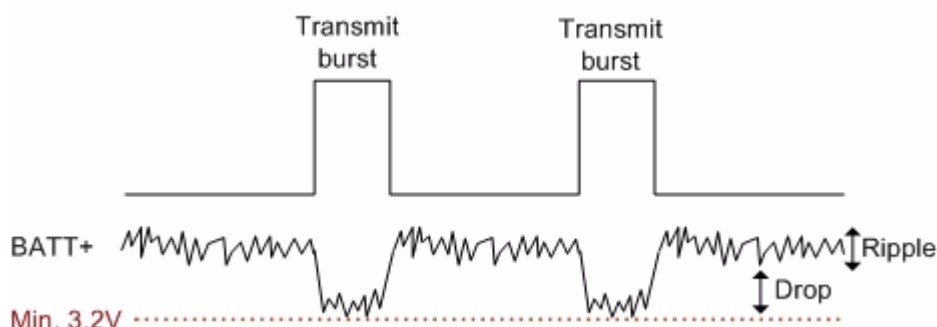 Transmit
burst
Transmit
burst
BATT+
Ripple
Drop
Min. 3.2V